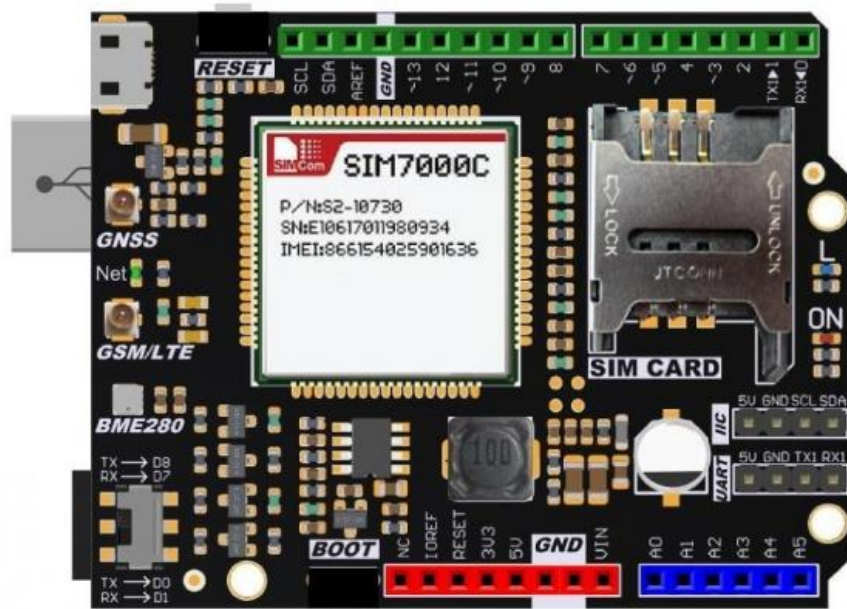 RESET
SCL
SDA
AREF
GND
~13
12
~11
~10
~9
8
7
~6
~5
4
~3
2
TX1▶1
RX1◀0
SIMCom
SIM7000C
P/N:S2-10730
SN:E10617011980934
IMEI:866154025901636
GNSS
Net
GSM/LTE
BME280
LOCK
UNLOCK
JTCONN
SIM CARD
L
ON
IIC
5V GND SCL SDA
UART
5V GND TX1 RX1
100
TX → D8
RX → D7
TX → D0
RX → D1
BOOT
NC
IOREF
RESET
3V3
5V
GND
VIN
A0
A1
A2
A3
A4
A5